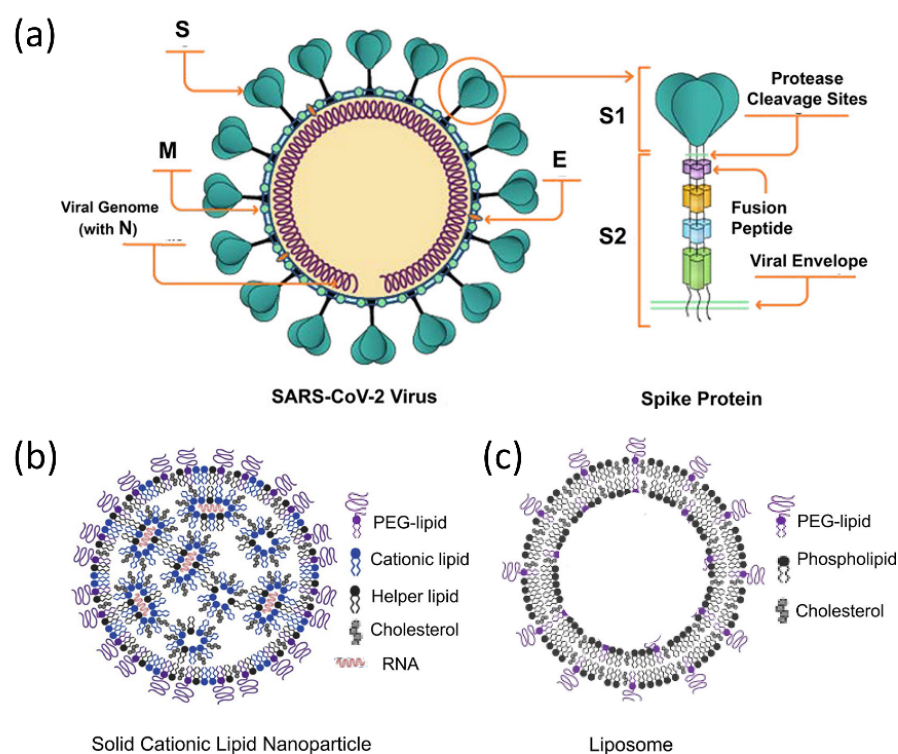 (a)
S
M
Viral Genome
(with N)
E
SARS-CoV-2 Virus
S1
S2
Protease
Cleavage Sites
Fusion
Peptide
Viral Envelope
Spike Protein
(b)
PEG-lipid
Cationic lipid
Helper lipid
Cholesterol
RNA
Solid Cationic Lipid Nanoparticle
(c)
PEG-lipid
Phospholipid
Cholesterol
Liposome